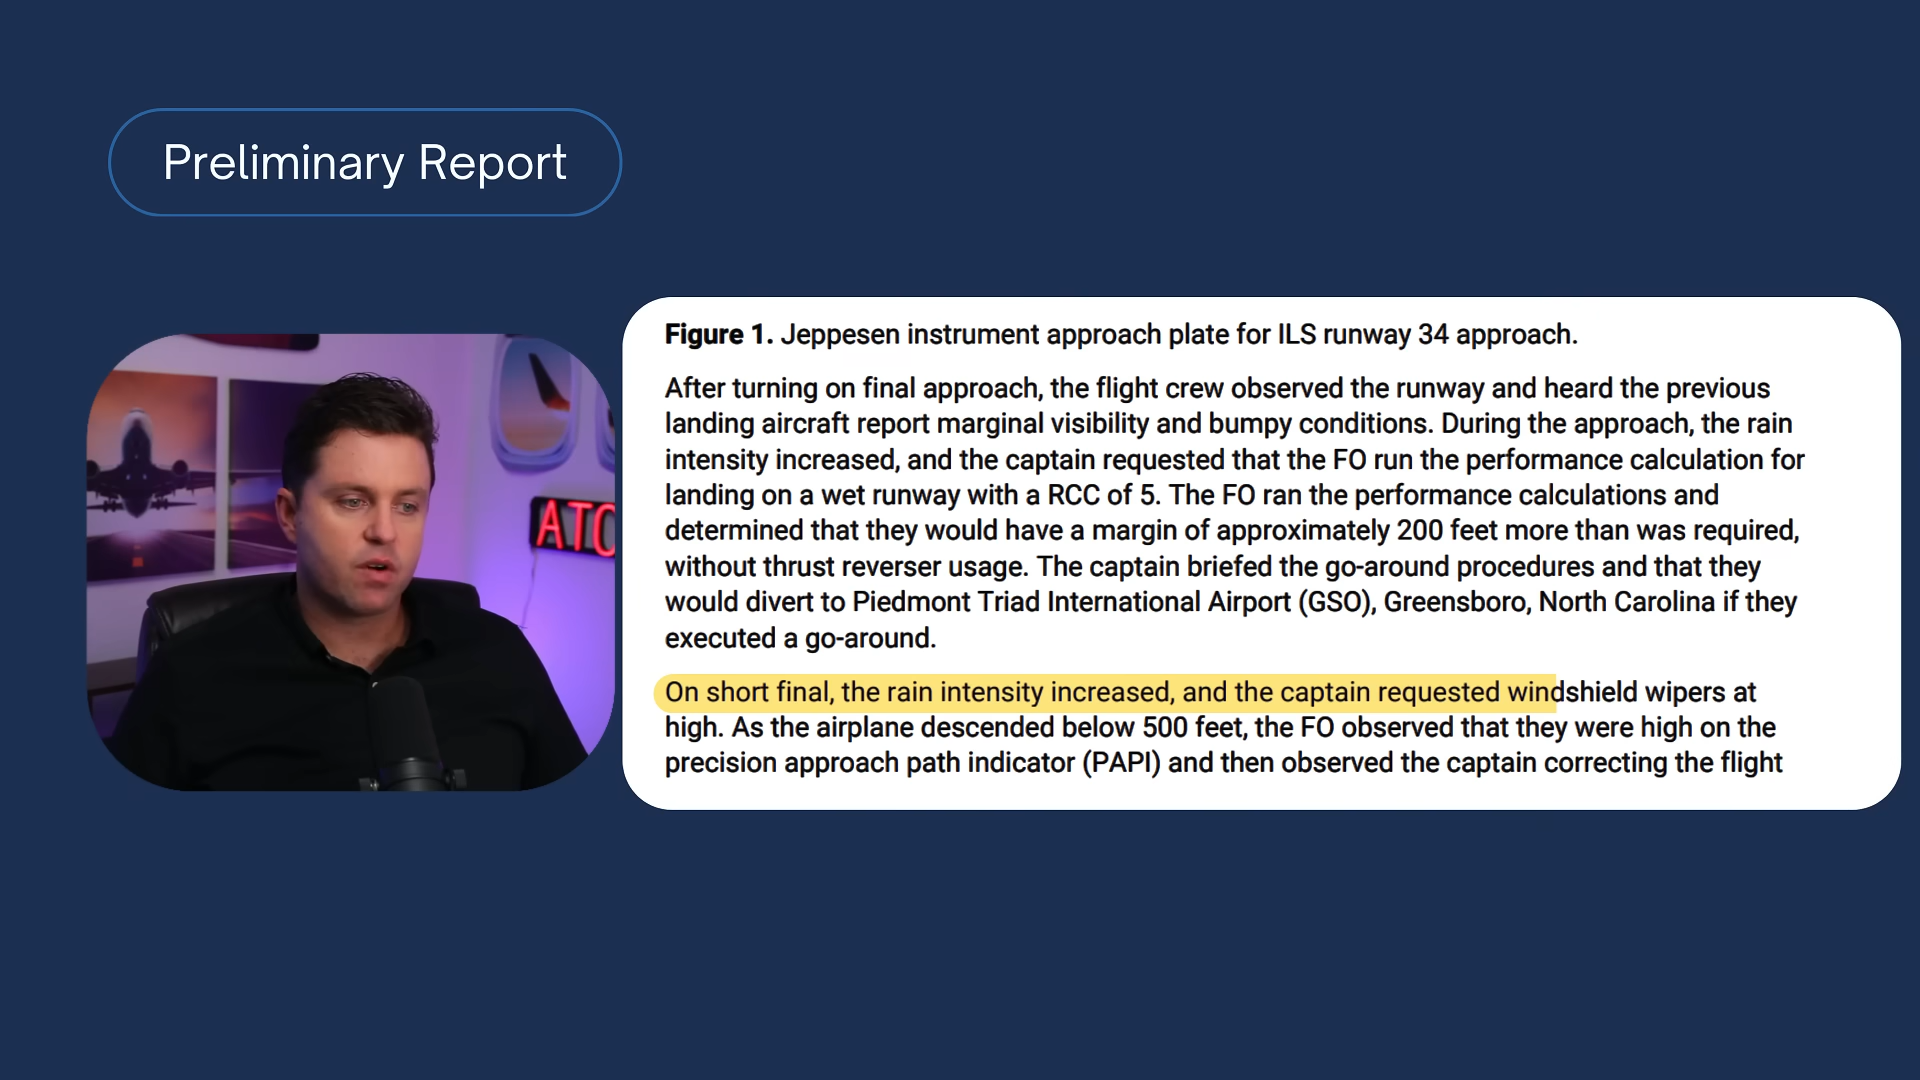 Preliminary Report
ATC
Figure 1. Jeppesen instrument approach plate for ILS runway 34 approach.
After turning on final approach, the flight crew observed the runway and heard the previous
landing aircraft report marginal visibility and bumpy conditions. During the approach, the rain
intensity increased, and the captain requested that the FO run the performance calculation for
landing on a wet runway with a RCC of 5. The FO ran the performance calculations and
determined that they would have a margin of approximately 200 feet more than was required,
without thrust reverser usage. The captain briefed the go-around procedures and that they
would divert to Piedmont Triad International Airport (GSO), Greensboro, North Carolina if they
executed a go-around.
On short final, the rain intensity increased, and the captain requested windshield wipers at
high. As the airplane descended below 500 feet, the FO observed that they were high on the
precision approach path indicator (PAPI) and then observed the captain correcting the flight